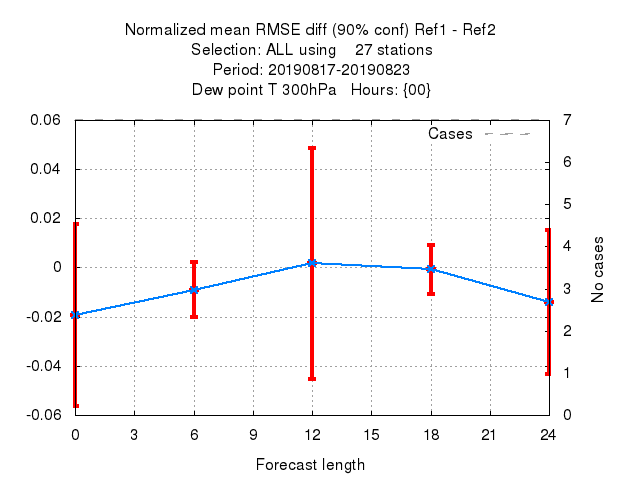 Normalized mean RMSE diff (90% conf) Ref1 - Ref2
Selection: ALL using    27 stations
Period: 20190817-20190823
Dew point T 300hPa   Hours: {00}
0.06
0.04
0.02
0
-0.02
-0.04
-0.06
Cases
7
6
5
4
3
2
1
0
No cases
0 3 6 9 12 15 18 21 24
Forecast length